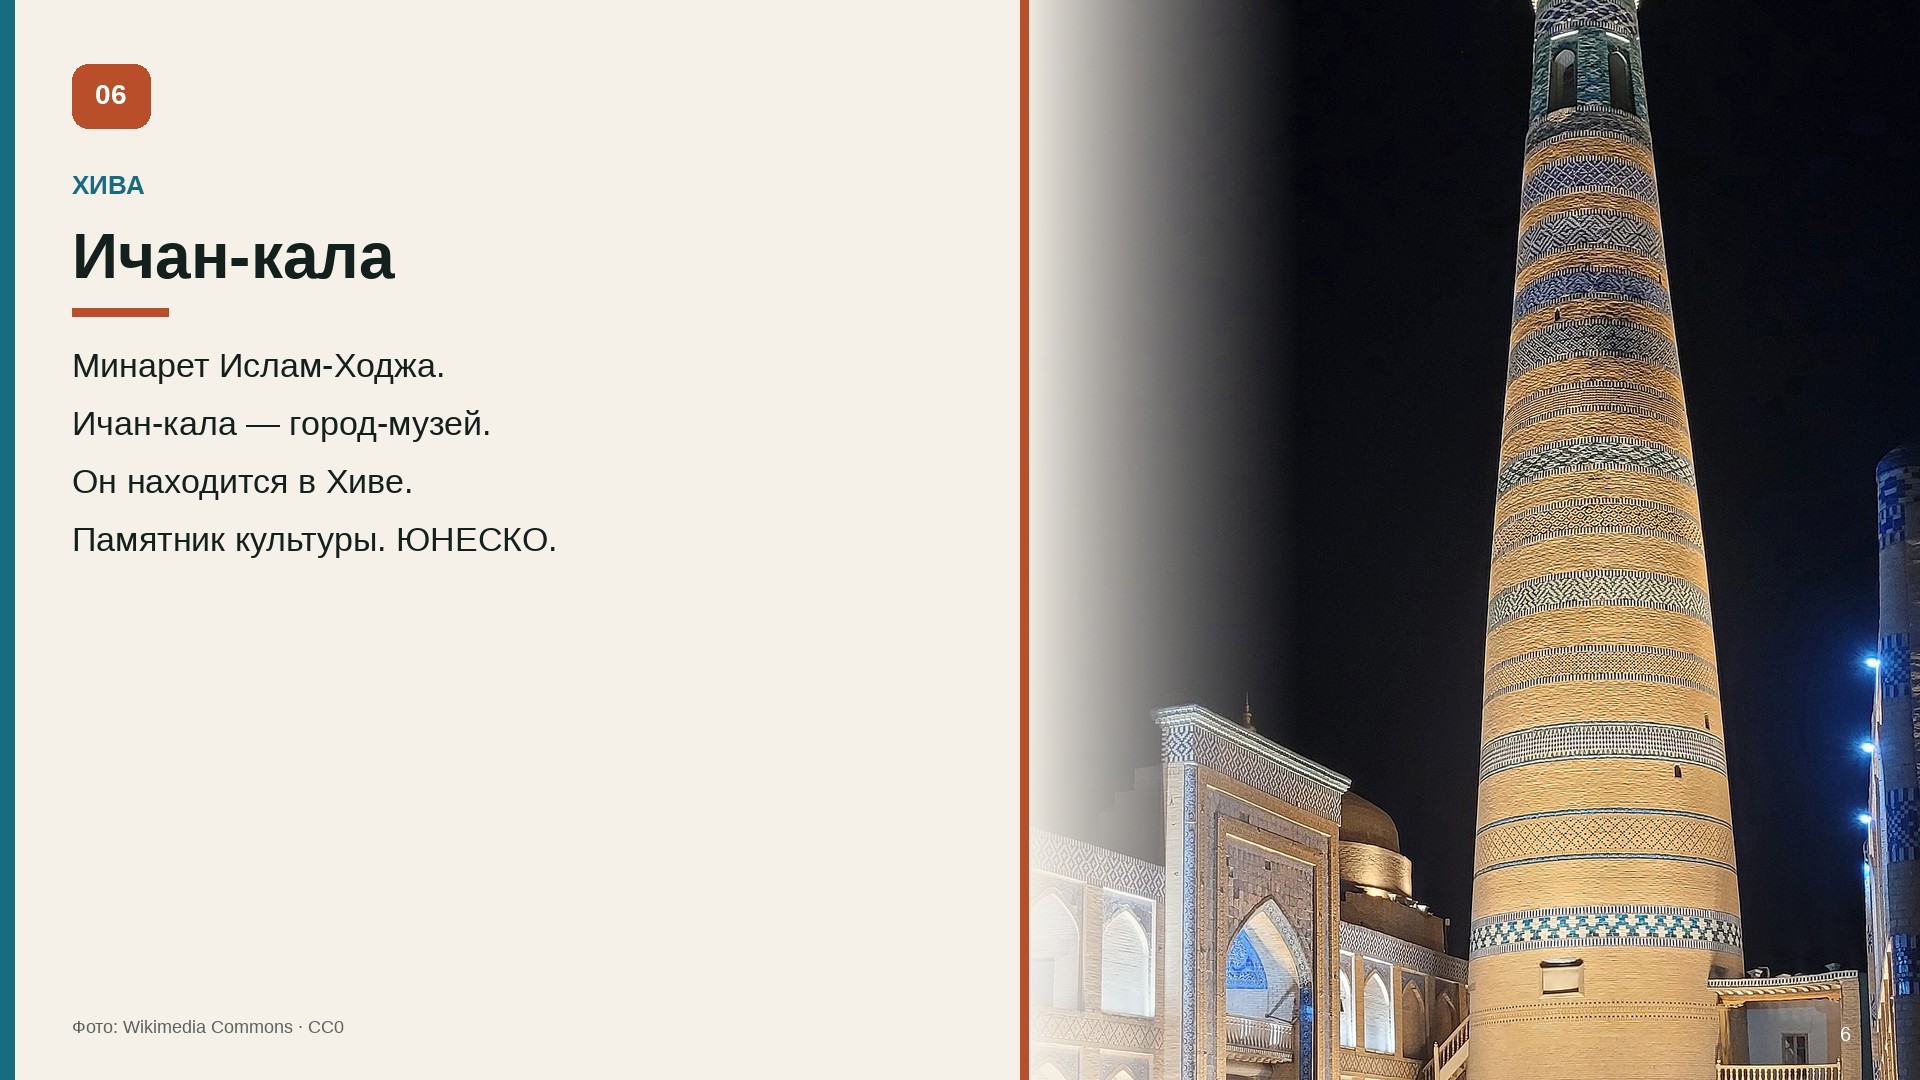 06
ХИВА
Ичан-кала
Минарет Ислам-Ходжа.
Ичан-кала — город-музей.
Он находится в Хиве.
Памятник культуры. ЮНЕСКО.
Фото: Wikimedia Commons · CC0
6